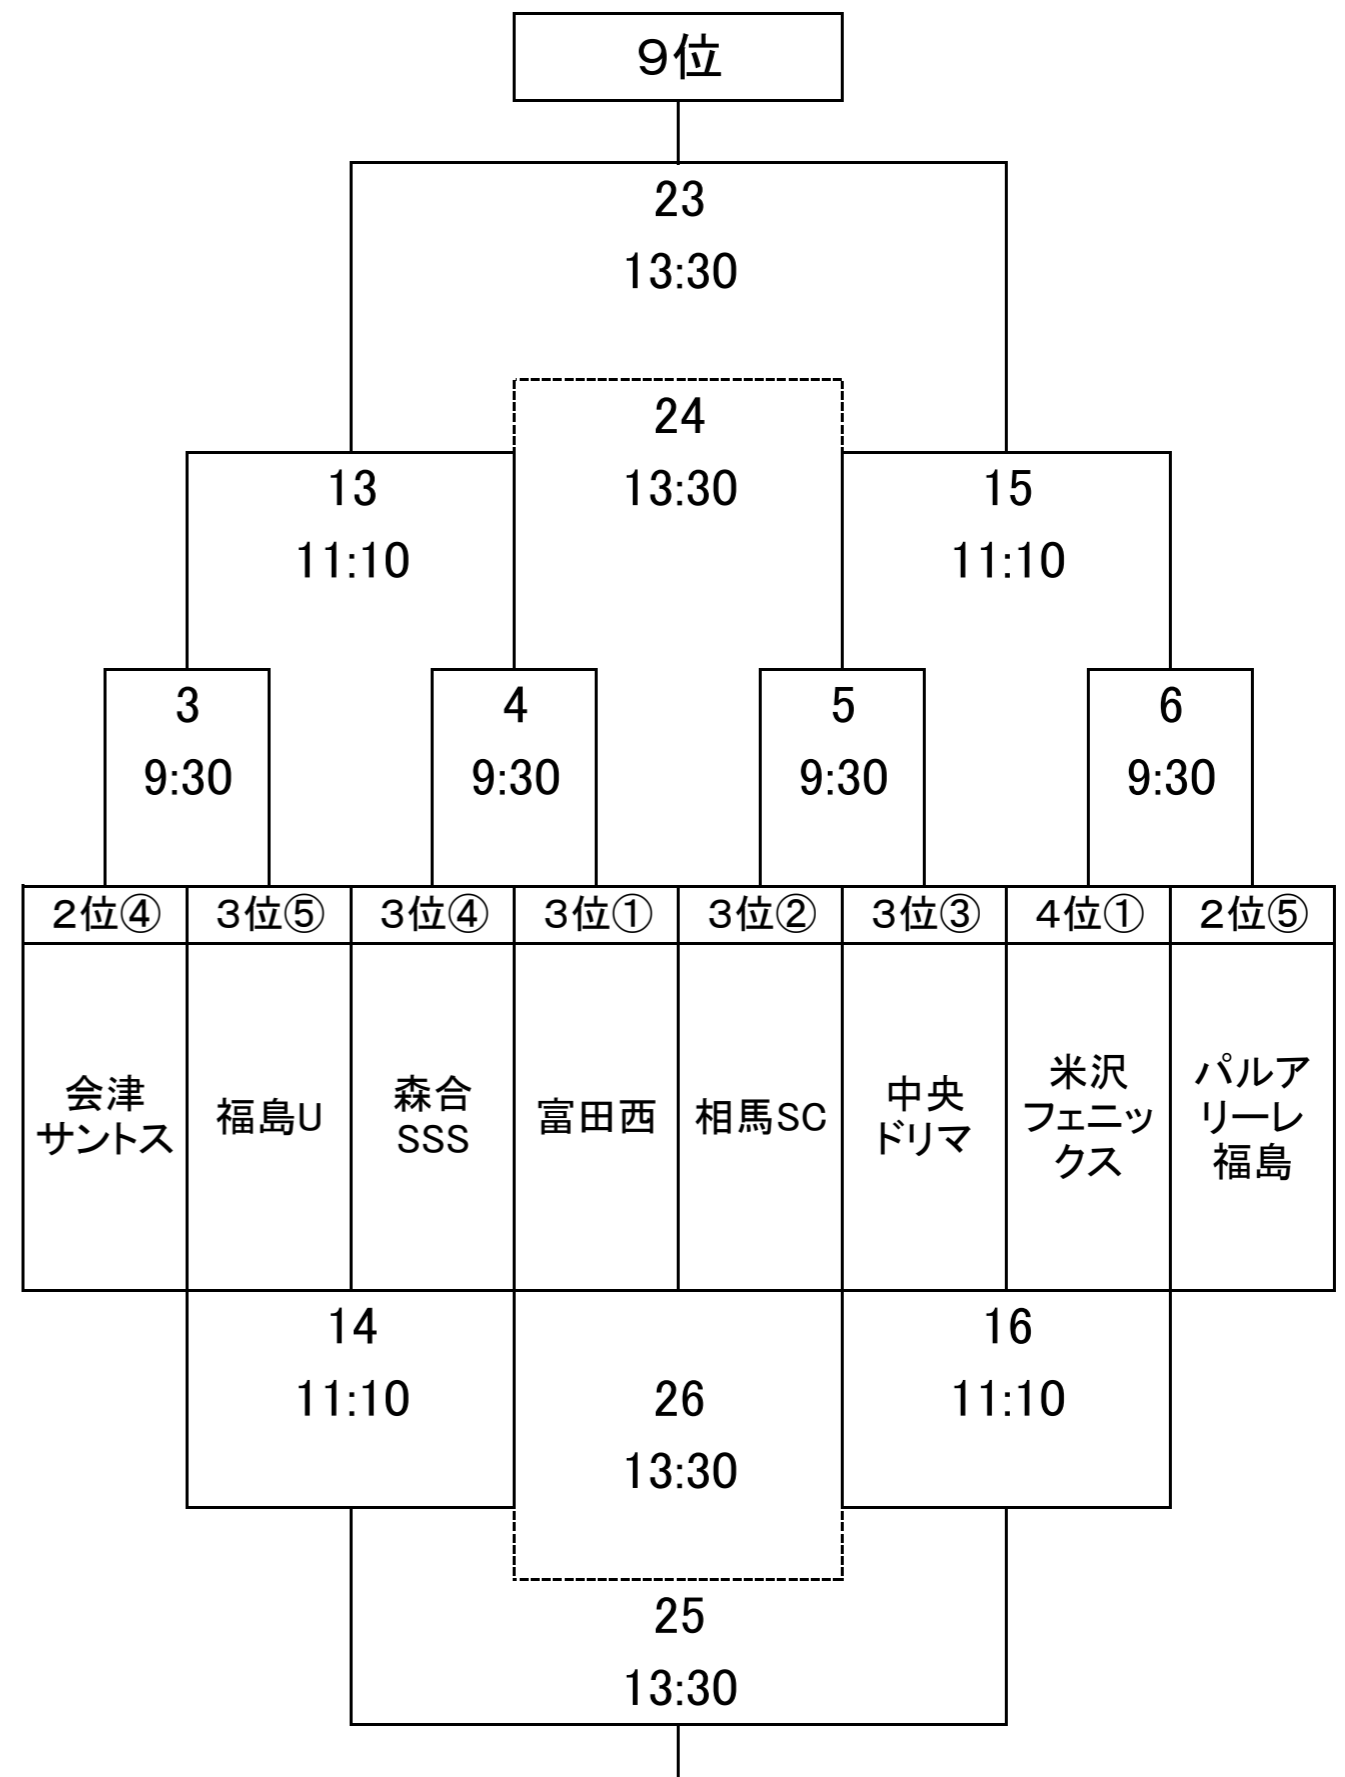 ９位
23
13:30
24
13:30
13
11:10
15
11:10
3
9:30
4
9:30
5
9:30
6
9:30
２位④
３位⑤
３位④
３位①
３位②
３位③
４位①
２位⑤
会津
サントス
福島U
森合
SSS
富田西
相馬SC
中央
ドリマ
米沢
フェニッ
クス
パルア
リーレ
福島
14
11:10
16
11:10
26
13:30
25
13:30